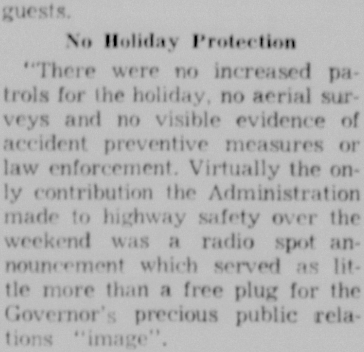 guests.
No Holiday Protection
"There were no increased pa-
trols for the holiday, no aerial sur-
veys and no visible evidence of
accident preventive measures or
law enforcement. Virtually the on-
ly contribution the Administration
made to highway safety over the
weekend was a radio spot an-
nouncement which served as lit-
tle more than a free plug for the
Governor's precious public rela-
tions "image".